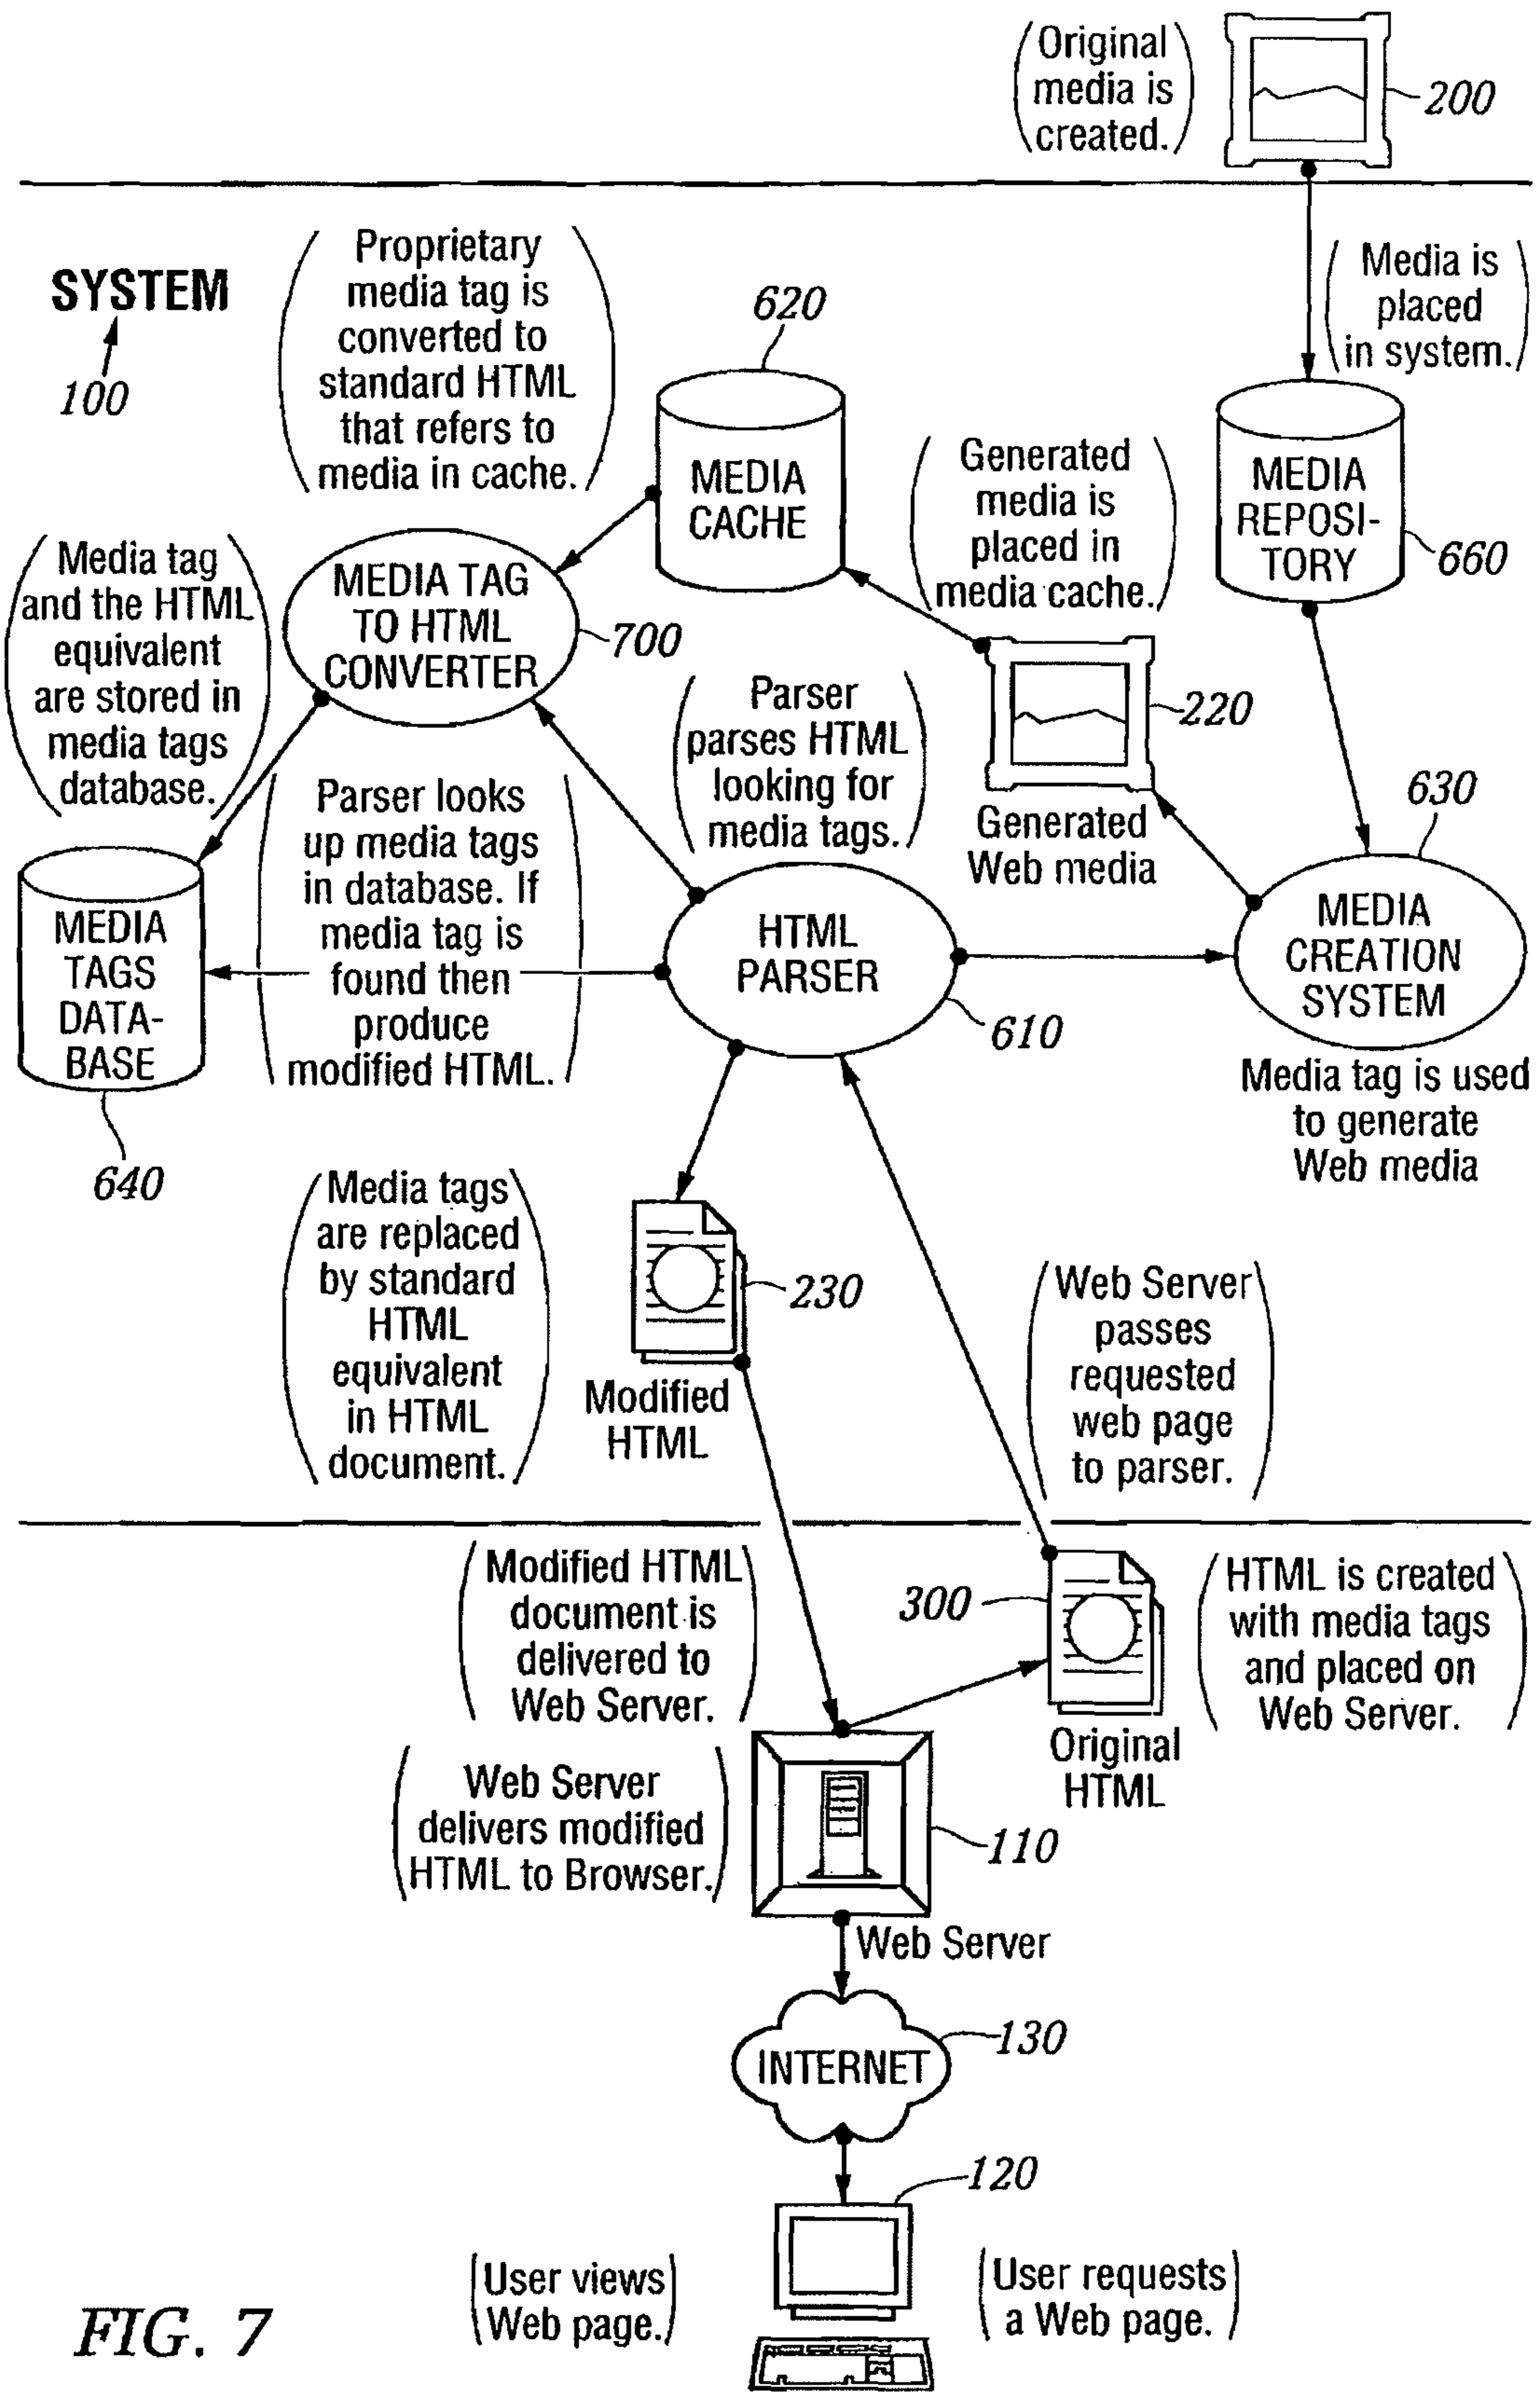 (Original
media is
created.)
200
SYSTEM
100
(Proprietary
media tag is
converted to
standard HTML
that refers to
media in cache.)
620
MEDIA
CACHE
(Media is
placed
in system.)
(Generated
media is
placed in
media cache.)
MEDIA
REPOSI-
TORY
660
(Media tag
and the HTML
equivalent
are stored in
media tags
database.)
MEDIA TAG
TO HTML
CONVERTER
700
(Parser
parses HTML
looking for
media tags.)
220
Generated
Web media
630
(Parser looks
up media tags
in database. If
media tag is
found then
produce
modified HTML.)
MEDIA
TAGS
DATA-
BASE
640
HTML
PARSER
610
MEDIA
CREATION
SYSTEM
Media tag is used
to generate
Web media
(Media tags
are replaced
by standard
HTML
equivalent
in HTML
document.)
230
Modified
HTML
(Web Server
passes
requested
web page
to parser.)
(Modified HTML
document is
delivered to
Web Server.)
300
(HTML is created
with media tags
and placed on
Web Server.)
Original
HTML
(Web Server
delivers modified
HTML to Browser.)
110
Web Server
INTERNET
130
120
(User views
Web page.)
(User requests
a Web page.)
FIG. 7